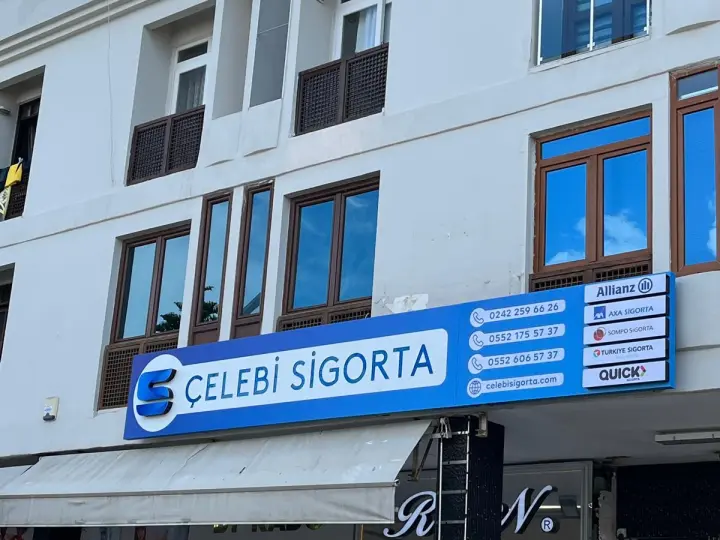 ÇELEBİ SİGORTA
0242 259 66 26
0552 175 57 37
0552 606 57 37
celebisigorta.com
Allianz
AXA SİGORTA
SOMPO SİGORTA
TÜRKİYE SİGORTA
QUICK
®